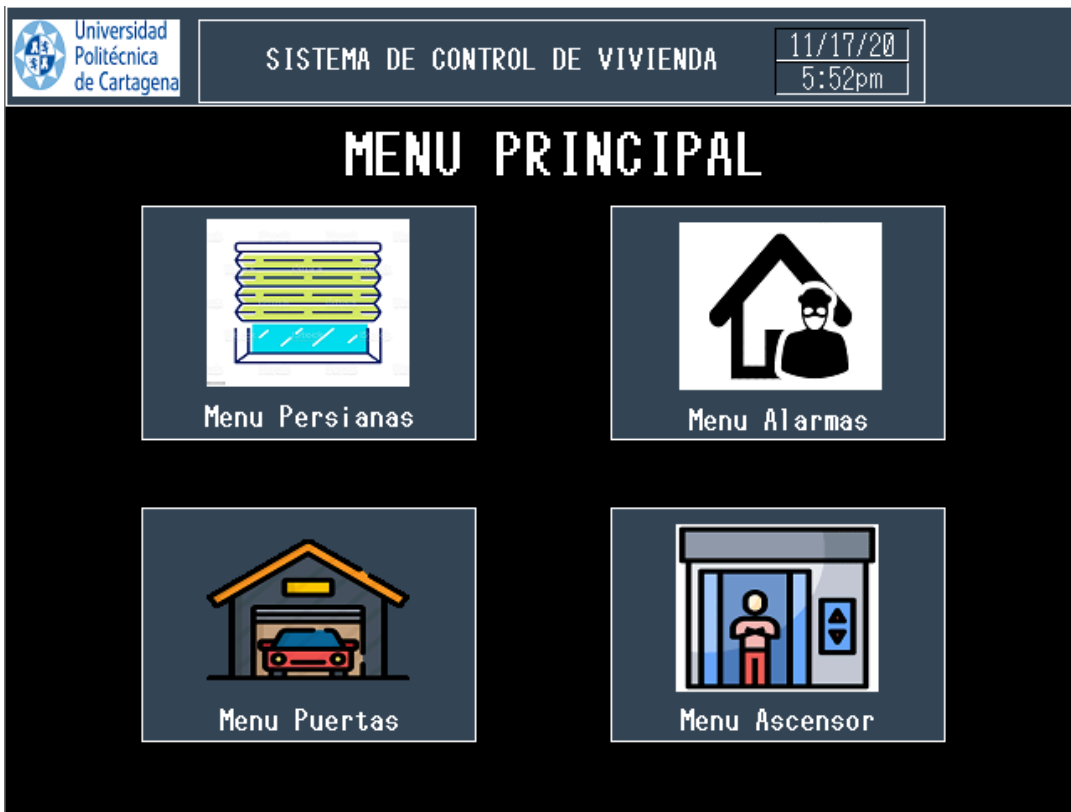 Universidad
Politécnica
de Cartagena
SISTEMA DE CONTROL DE VIVIENDA
11/17/20
5:52pm
MENU PRINCIPAL
Menu Persianas
Menu Alarmas
Menu Puertas
Menu Ascensor